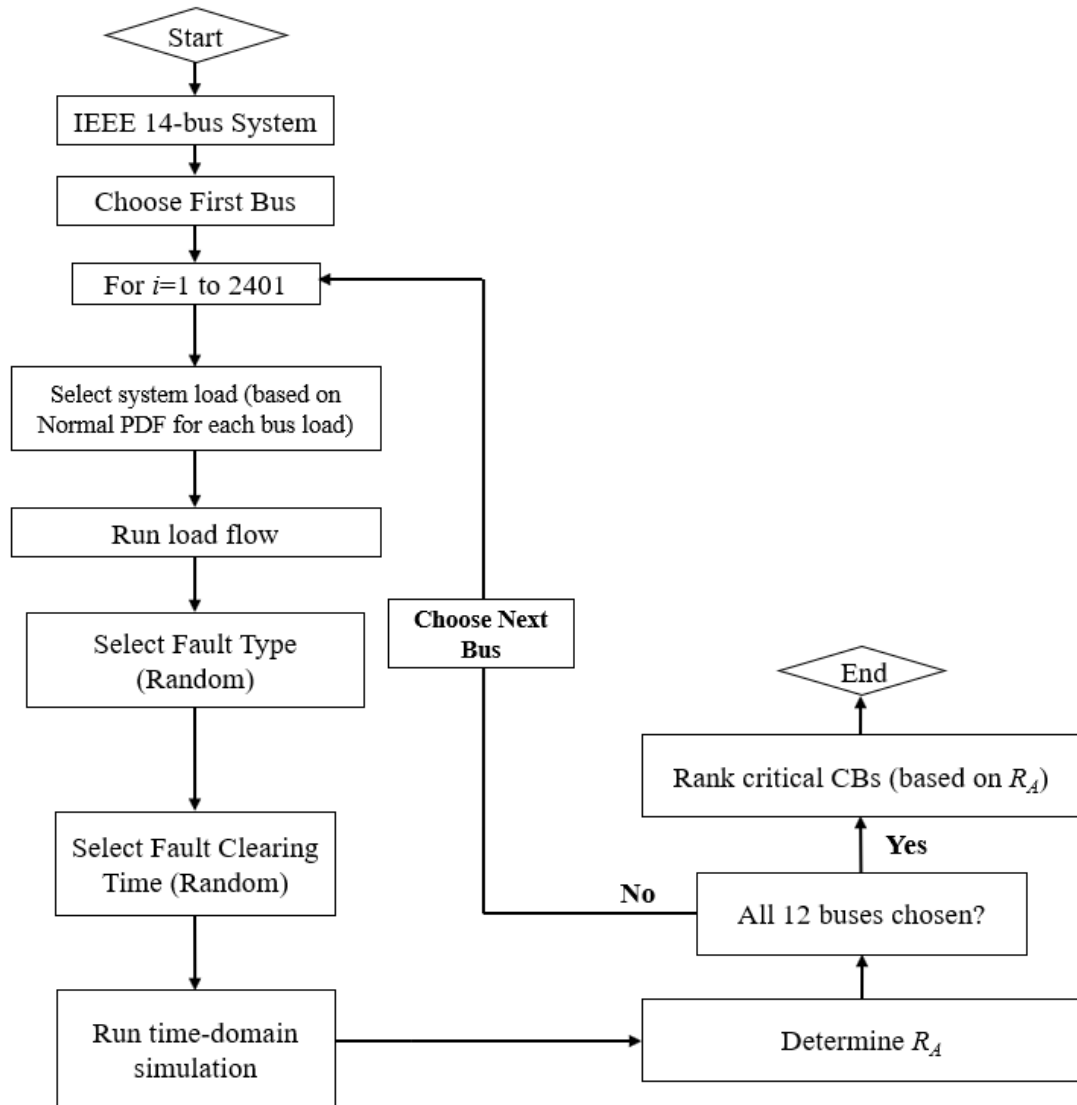 Start
IEEE 14-bus System
Choose First Bus
For i=1 to 2401
Select system load (based on
Normal PDF for each bus load)
Run load flow
Select Fault Type
(Random)
Select Fault Clearing
Time (Random)
Run time-domain
simulation
Choose Next
Bus
End
Rank critical CBs (based on R_A)
Yes
No
All 12 buses chosen?
Determine R_A